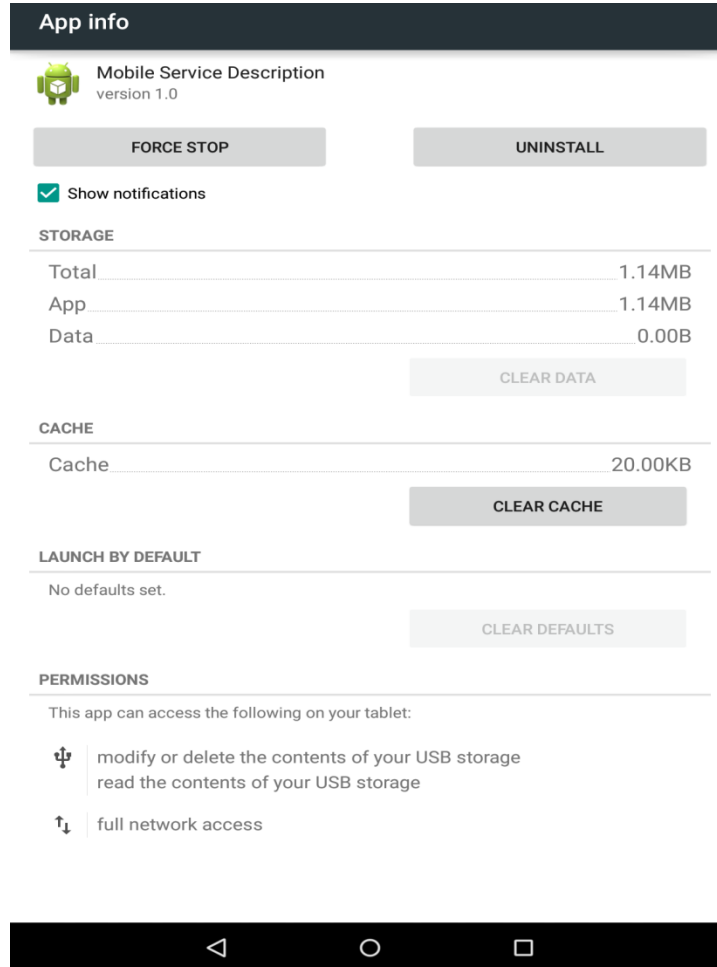 App info
Mobile Service Description
version 1.0
FORCE STOP
UNINSTALL
Show notifications
STORAGE
Total 1.14MB
App 1.14MB
Data 0.00B
CLEAR DATA
CACHE
Cache 20.00KB
CLEAR CACHE
LAUNCH BY DEFAULT
No defaults set.
CLEAR DEFAULTS
PERMISSIONS
This app can access the following on your tablet:
modify or delete the contents of your USB storage
read the contents of your USB storage
full network access